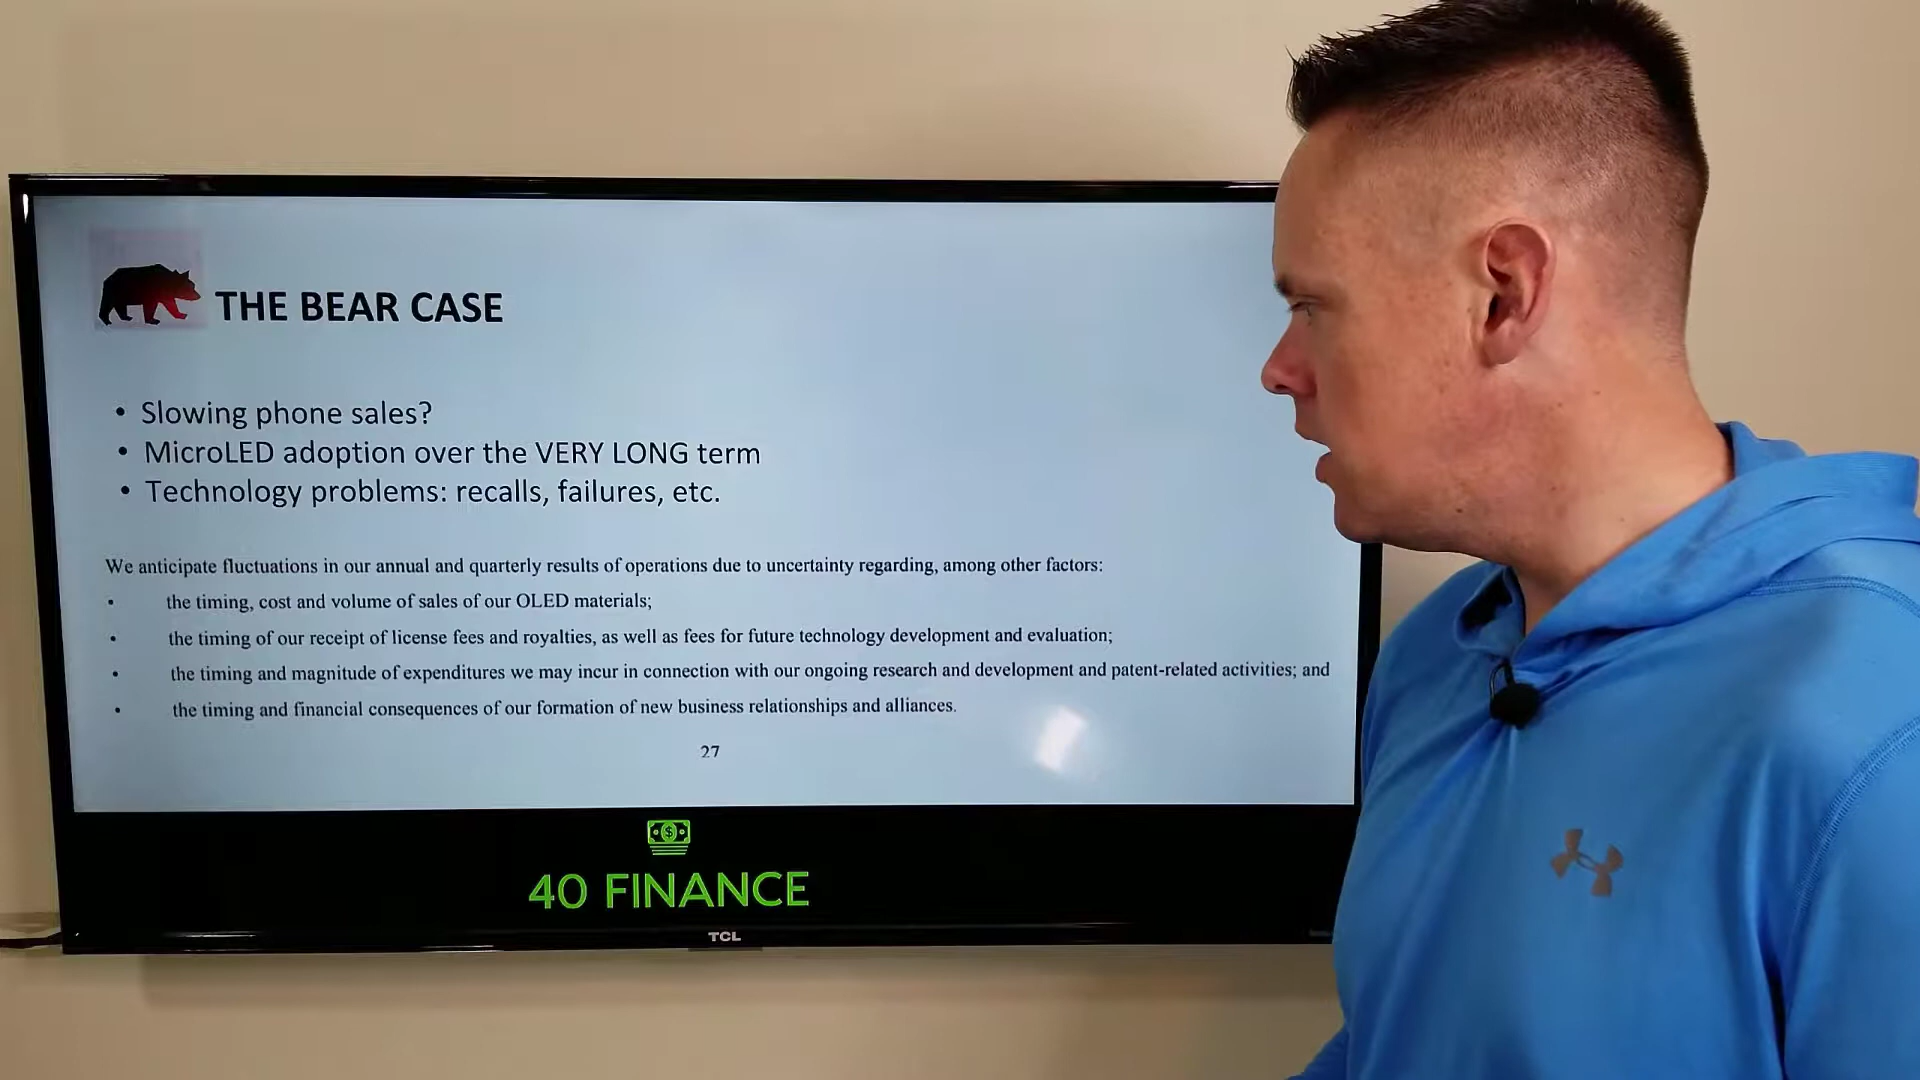 THE BEAR CASE
• Slowing phone sales?
• MicroLED adoption over the VERY LONG term
• Technology problems: recalls, failures, etc.
We anticipate fluctuations in our annual and quarterly results of operations due to uncertainty regarding, among other factors:
• the timing, cost and volume of sales of our OLED materials;
• the timing of our receipt of license fees and royalties, as well as fees for future technology development and evaluation;
• the timing and magnitude of expenditures we may incur in connection with our ongoing research and development and patent-related activities; and
• the timing and financial consequences of our formation of new business relationships and alliances.
27
40 FINANCE
TCL